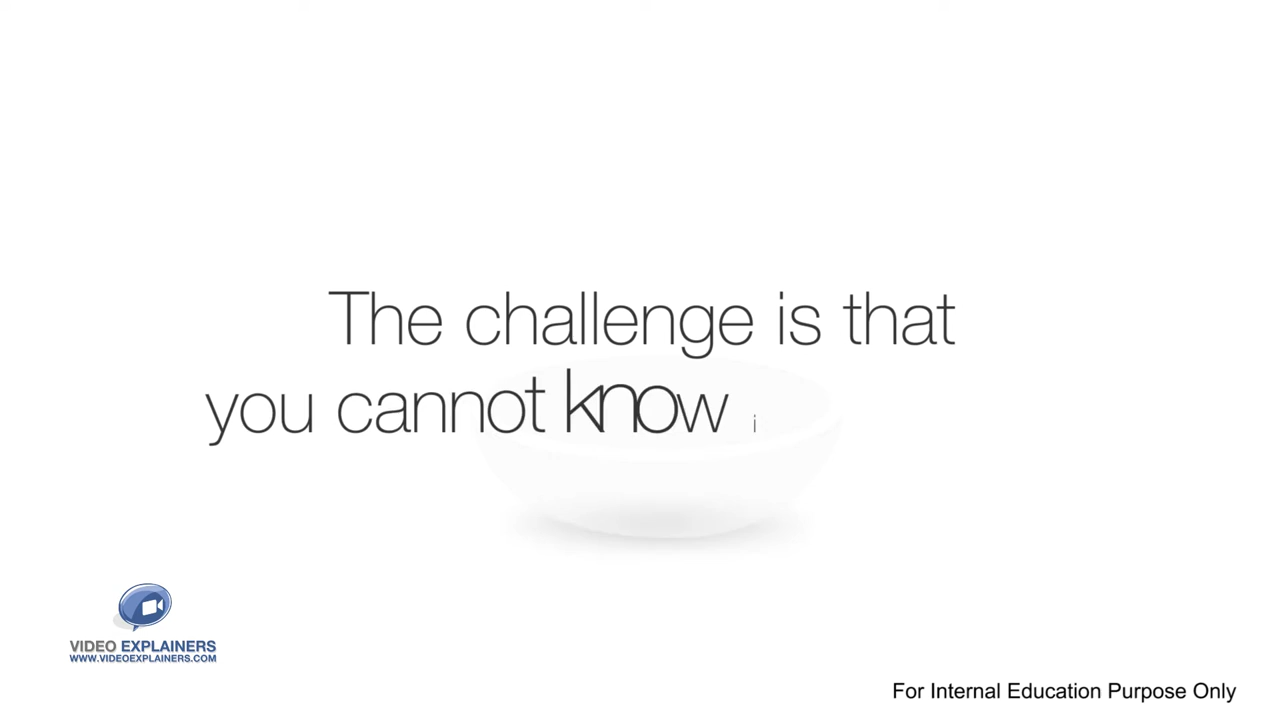 The challenge is that
you cannot know i
VIDEO EXPLAINERS
WWW.VIDEOEXPLAINERS.COM
For Internal Education Purpose Only